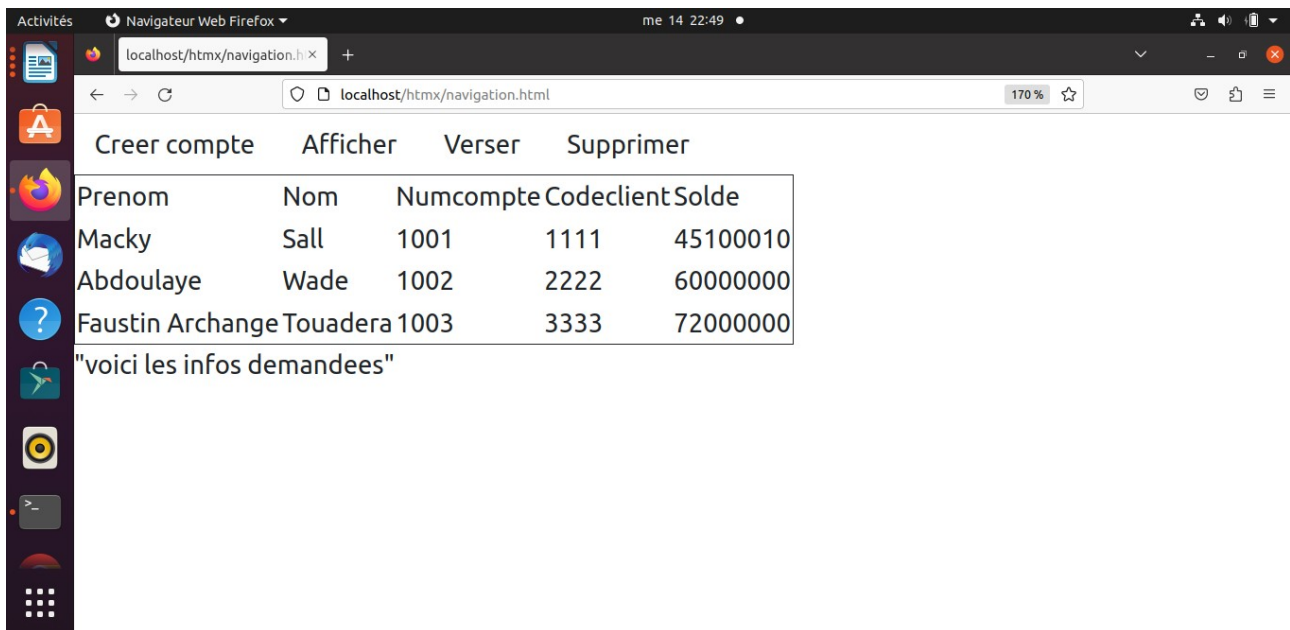 Activités Navigateur Web Firefox me 14 22:49
localhost/htmx/navigation.h
localhost/htmx/navigation.html 170 %
Creer compte Afficher Verser Supprimer
Prenom Nom Numcompte Codeclient Solde
Macky Sall 1001 1111 45100010
Abdoulaye Wade 1002 2222 60000000
Faustin Archange Touadera 1003 3333 72000000
"voici les infos demandees"